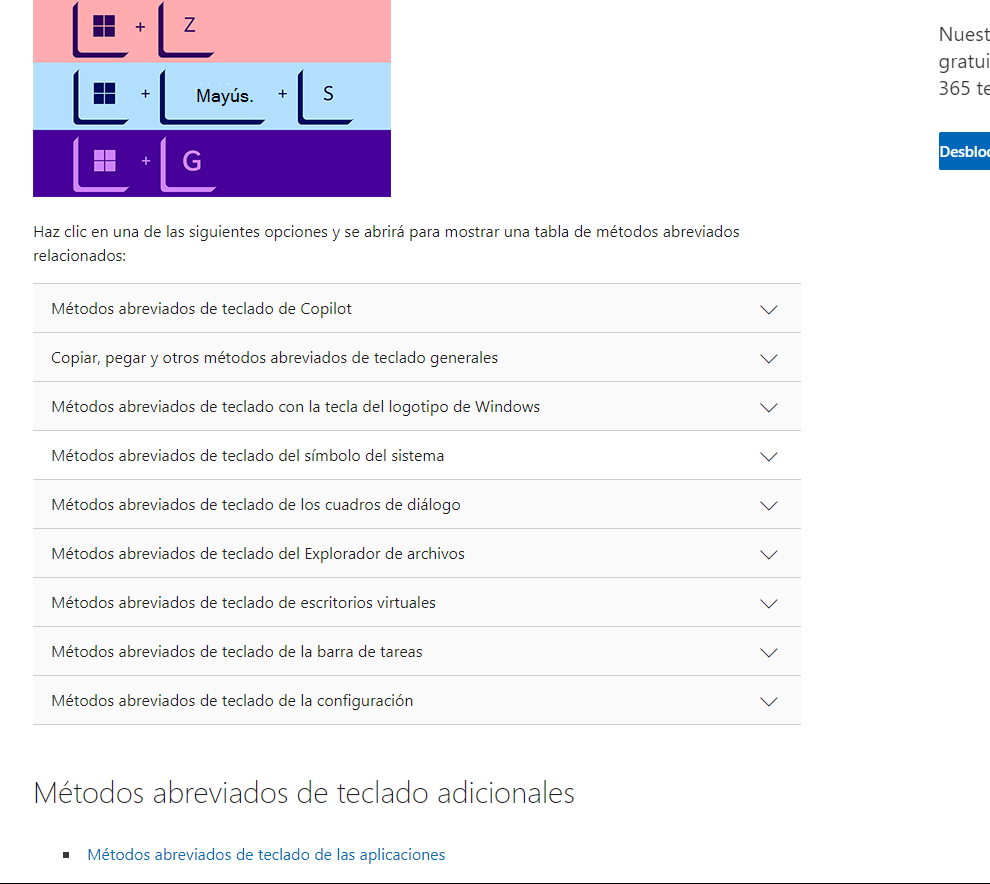 + Z
+ Mayús. + S
+ G
Nuest
gratui
365 te
Desbloc
Haz clic en una de las siguientes opciones y se abrirá para mostrar una tabla de métodos abreviados
relacionados:
Métodos abreviados de teclado de Copilot
Copiar, pegar y otros métodos abreviados de teclado generales
Métodos abreviados de teclado con la tecla del logotipo de Windows
Métodos abreviados de teclado del símbolo del sistema
Métodos abreviados de teclado de los cuadros de diálogo
Métodos abreviados de teclado del Explorador de archivos
Métodos abreviados de teclado de escritorios virtuales
Métodos abreviados de teclado de la barra de tareas
Métodos abreviados de teclado de la configuración
Métodos abreviados de teclado adicionales
Métodos abreviados de teclado de las aplicaciones